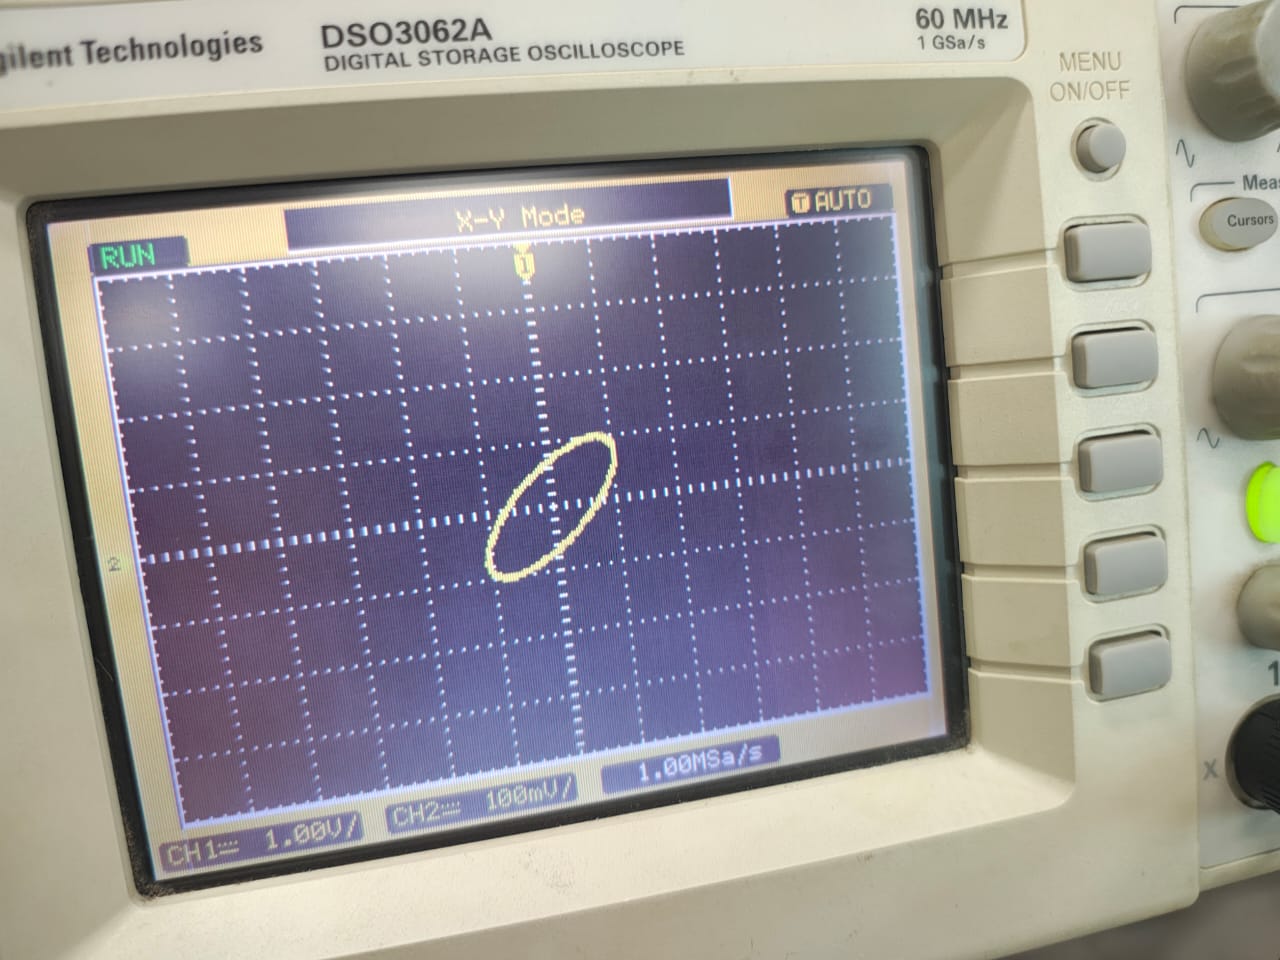 gilent Technologies
DSO3062A
DIGITAL STORAGE OSCILLOSCOPE
60 MHz
1 GSa/s
MENU
ON/OFF
Meas
Cursors
RUN
X-Y Mode
T AUTO
1
2
CH1 1.00V/
CH2 100mV/
1.00MSa/s
1
X